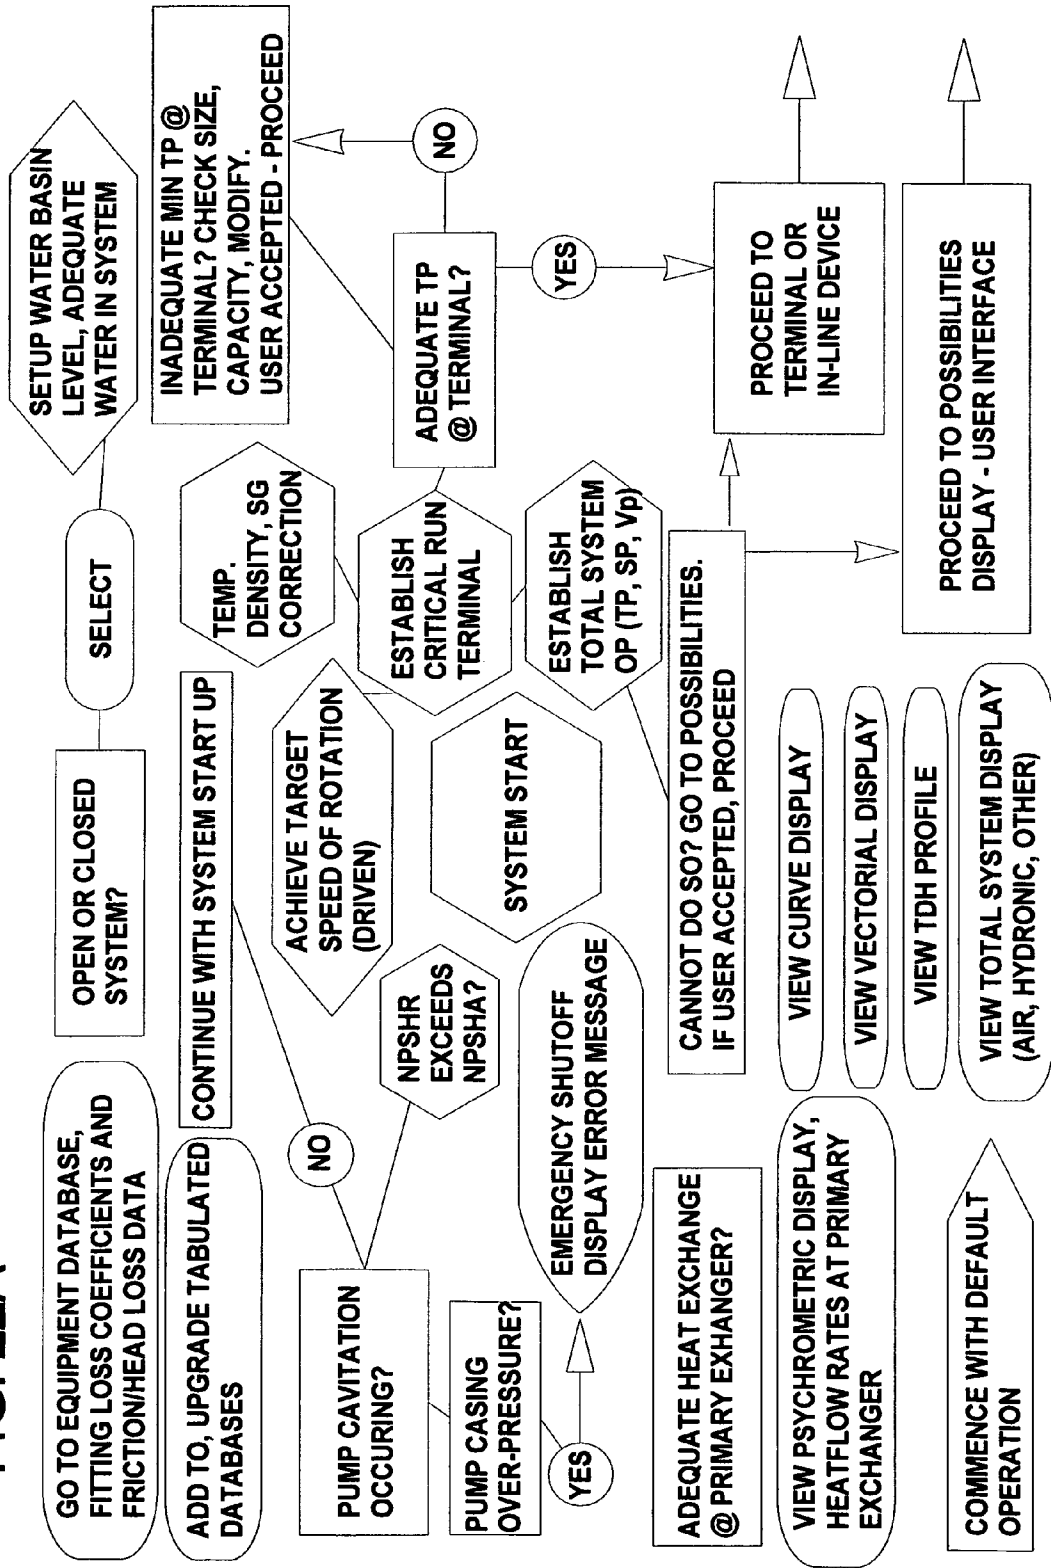 GO TO EQUIPMENT DATABASE,
FITTING LOSS COEFFICIENTS AND
FRICTION/HEAD LOSS DATA
OPEN OR CLOSED
SYSTEM?
SELECT
SETUP WATER BASIN
LEVEL, ADEQUATE
WATER IN SYSTEM
ADD TO, UPGRADE TABULATED
DATABASES
CONTINUE WITH SYSTEM START UP
TEMP.
DENSITY, SG
CORRECTION
INADEQUATE MIN TP @
TERMINAL? CHECK SIZE,
CAPACITY, MODIFY.
USER ACCEPTED - PROCEED
NO
ACHIEVE TARGET
SPEED OF ROTATION
(DRIVEN)
PUMP CAVITATION
OCCURING?
NPSHR
EXCEEDS
NPSHA?
ESTABLISH
CRITICAL RUN
TERMINAL
ADEQUATE TP
@ TERMINAL?
NO
SYSTEM START
PUMP CASING
OVER-PRESSURE?
YES
EMERGENCY SHUTOFF
DISPLAY ERROR MESSAGE
ESTABLISH
TOTAL SYSTEM
OP (TP, SP, Vp)
YES
ADEQUATE HEAT EXCHANGE
@ PRIMARY EXHANGER?
CANNOT DO SO? GO TO POSSIBILITIES.
IF USER ACCEPTED, PROCEED
PROCEED TO
TERMINAL OR
IN-LINE DEVICE
VIEW PSYCHROMETRIC DISPLAY,
HEATFLOW RATES AT PRIMARY
EXCHANGER
VIEW CURVE DISPLAY
VIEW VECTORIAL DISPLAY
VIEW TDH PROFILE
PROCEED TO POSSIBILITIES
DISPLAY - USER INTERFACE
COMMENCE WITH DEFAULT
OPERATION
VIEW TOTAL SYSTEM DISPLAY
(AIR, HYDRONIC, OTHER)